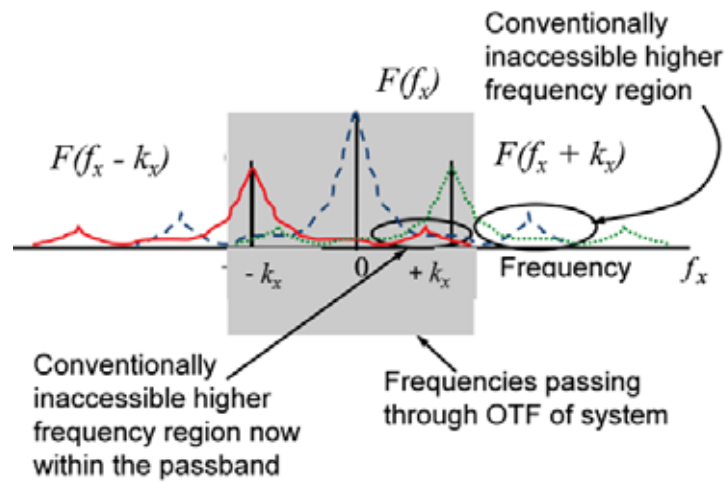 Conventionally
inaccessible higher
frequency region
F(fₓ)
F(fₓ - kₓ)
F(fₓ + kₓ)
- kₓ
0
+ kₓ
Frequency
fₓ
Conventionally
inaccessible higher
frequency region now
within the passband
Frequencies passing
through OTF of system